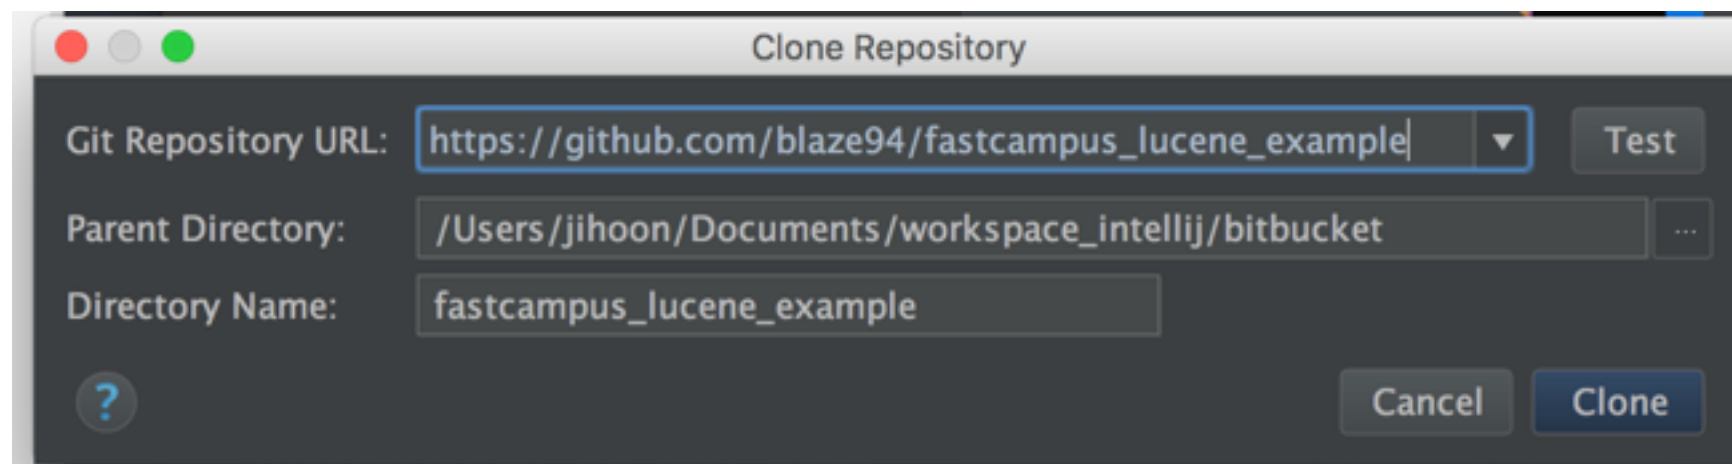 Clone Repository
Git Repository URL: https://github.com/blaze94/fastcampus_lucene_example Test
Parent Directory: /Users/jihoon/Documents/workspace_intellij/bitbucket ...
Directory Name: fastcampus_lucene_example
? Cancel Clone